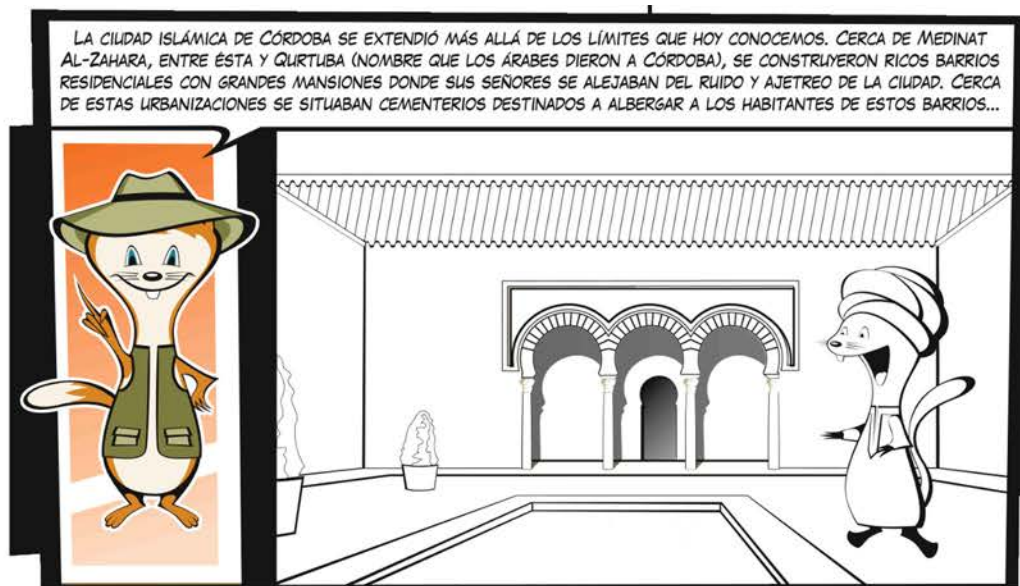 LA CIUDAD ISLÁMICA DE CÓRDOBA SE EXTENDIÓ MÁS ALLÁ DE LOS LÍMITES QUE HOY CONOCEMOS. CERCA DE MEDINAT
AL-ZAHARA, ENTRE ÉSTA Y QURTUBA (NOMBRE QUE LOS ÁRABES DIERON A CÓRDOBA), SE CONSTRUYERON RICOS BARRIOS
RESIDENCIALES CON GRANDES MANSIONES DONDE SUS SEÑORES SE ALEJABAN DEL RUIDO Y AJETREO DE LA CIUDAD. CERCA
DE ESTAS URBANIZACIONES SE SITUABAN CEMENTERIOS DESTINADOS A ALBERGAR A LOS HABITANTES DE ESTOS BARRIOS...